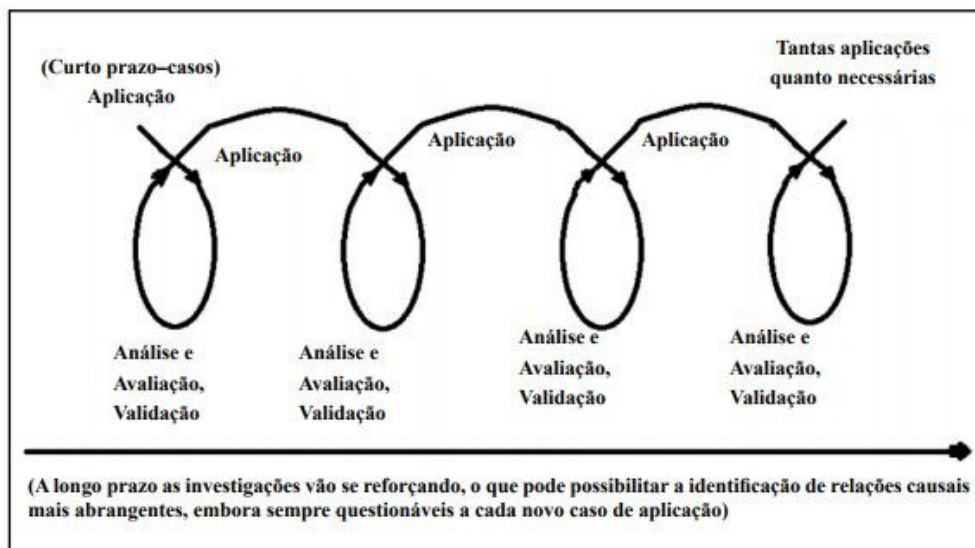 (Curto prazo–casos)
Aplicação
Tantas aplicações
quanto necessárias
Aplicação
Aplicação
Aplicação
Análise e
Avaliação,
Validação
Análise e
Avaliação,
Validação
Análise e
Avaliação,
Validação
Análise e
Avaliação,
Validação
(A longo prazo as investigações vão se reforçando, o que pode possibilitar a identificação de relações causais
mais abrangentes, embora sempre questionáveis a cada novo caso de aplicação)